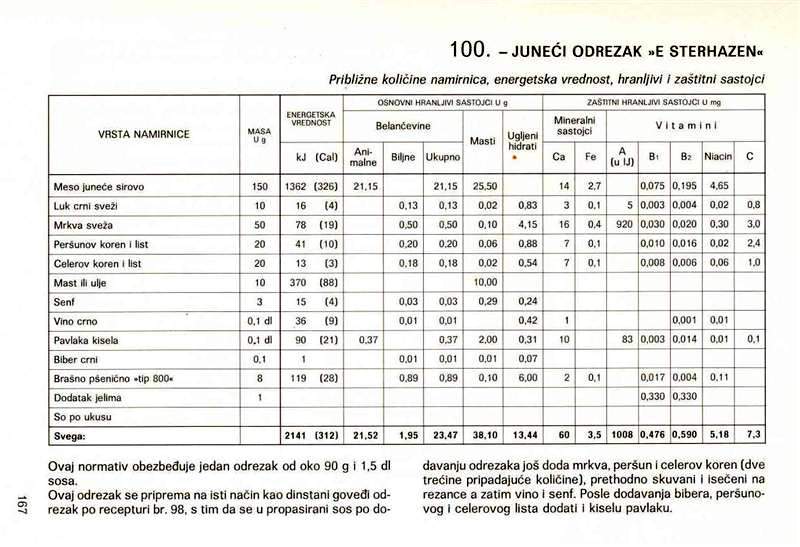 100. – JUNEĆI ODREZAK »E STERHAZEN«
Približne količine namirnica, energetska vrednost, hranljivi i zaštitni sastojci
VRSTA NAMIRNICE MASA U g ENERGETSKA VREDNOST kJ (Cal) OSNOVNI HRANLJIVI SASTOJCI U g Belančevine Animalne Biljne Ukupno Masti Ugljeni hidrati * ZAŠTITNI HRANLJIVI SASTOJCI U mg Mineralni sastojci Ca Fe Vitamini A (u IJ) B1 B2 Niacin C
Meso juneće sirovo 150 1362 (326) 21,15 21,15 25,50 14 2,7 0,075 0,195 4,65
Luk crni sveži 10 16 (4) 0,13 0,13 0,02 0,83 3 0,1 5 0,003 0,004 0,02 0,8
Mrkva sveža 50 78 (19) 0,50 0,50 0,10 4,15 16 0,4 920 0,030 0,020 0,30 3,0
Peršunov koren i list 20 41 (10) 0,20 0,20 0,06 0,88 7 0,1 0,010 0,016 0,02 2,4
Celerov koren i list 20 13 (3) 0,18 0,18 0,02 0,54 7 0,1 0,008 0,006 0,06 1,0
Mast ili ulje 10 370 (88) 10,00
Senf 3 15 (4) 0,03 0,03 0,29 0,24
Vino crno 0,1 dl 36 (9) 0,01 0,01 0,42 1 0,001 0,01
Pavlaka kisela 0,1 dl 90 (21) 0,37 0,37 2,00 0,31 10 83 0,003 0,014 0,01 0,1
Biber crni 0,1 1 0,01 0,01 0,01 0,07
Brašno pšenično »tip 800« 8 119 (28) 0,89 0,89 0,10 6,00 2 0,1 0,017 0,004 0,11
Dodatak jelima 1 0,330 0,330
So po ukusu
Svega: 2141 (312) 21,52 1,95 23,47 38,10 13,44 60 3,5 1008 0,476 0,590 5,18 7,3
Ovaj normativ obezbeđuje jedan odrezak od oko 90 g i 1,5 dl
sosa.
Ovaj odrezak se priprema na isti način kao dinstani goveđi od-
rezak po recepturi br. 98, s tim da se u propasirani sos po do-
davanju odrezaka još doda mrkva, peršun i celerov koren (dve
trećine pripadajuće količine), prethodno skuvani i isečeni na
rezance a zatim vino i senf. Posle dodavanja bibera, peršuno-
vog i celerovog lista dodati i kiselu pavlaku.
167